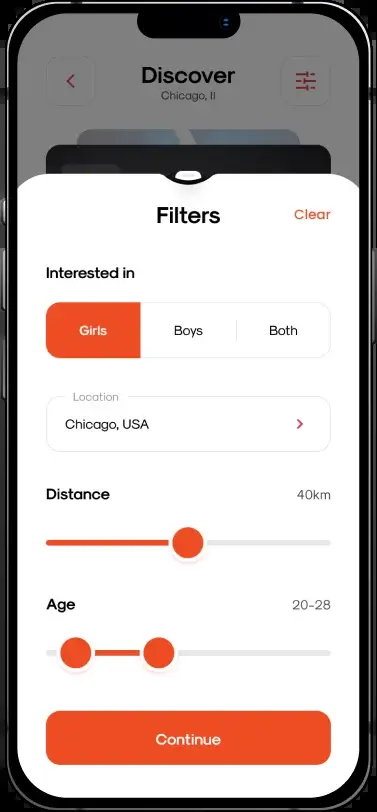 Discover
Chicago, Il
Filters
Clear
Interested in
Girls
Boys
Both
Location
Chicago, USA
Distance
40km
Age
20-28
Continue